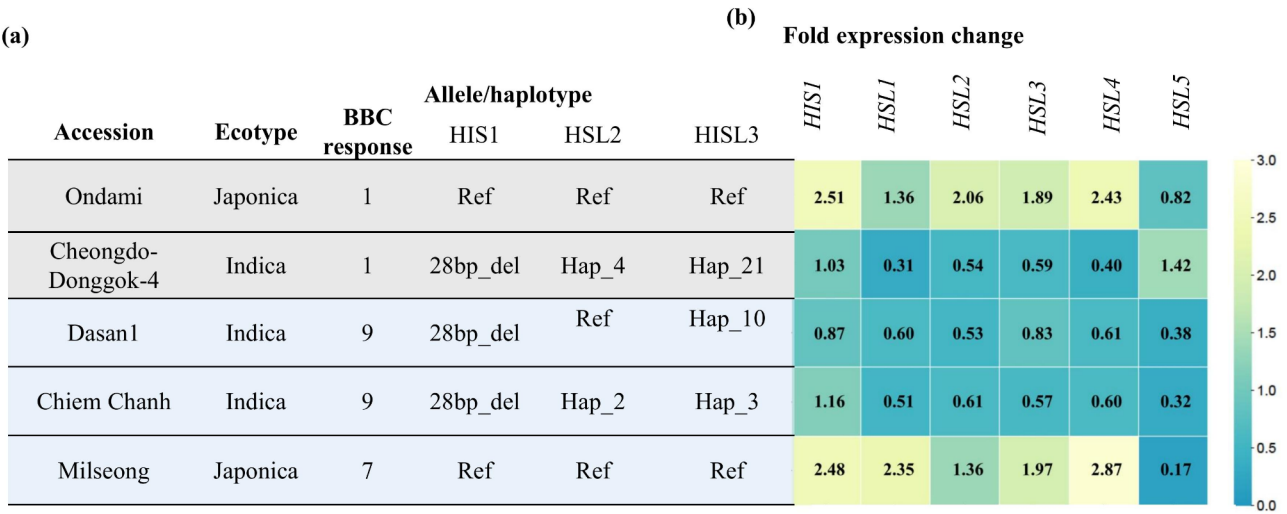 (a)
(b)
Fold expression change
Allele/haplotype
Accession Ecotype BBC response HIS1 HSL2 HISL3 HIS1 HSL1 HSL2 HSL3 HSL4 HSL5
Ondami Japonica 1 Ref Ref Ref 2.51 1.36 2.06 1.89 2.43 0.82
Cheongdo-
Donggok-4 Indica 1 28bp_del Hap_4 Hap_21 1.03 0.31 0.54 0.59 0.40 1.42
Dasan1 Indica 9 28bp_del Ref Hap_10 0.87 0.60 0.53 0.83 0.61 0.38
Chiem Chanh Indica 9 28bp_del Hap_2 Hap_3 1.16 0.51 0.61 0.57 0.60 0.32
Milseong Japonica 7 Ref Ref Ref 2.48 2.35 1.36 1.97 2.87 0.17
3.0
2.5
2.0
1.5
1.0
0.5
0.0